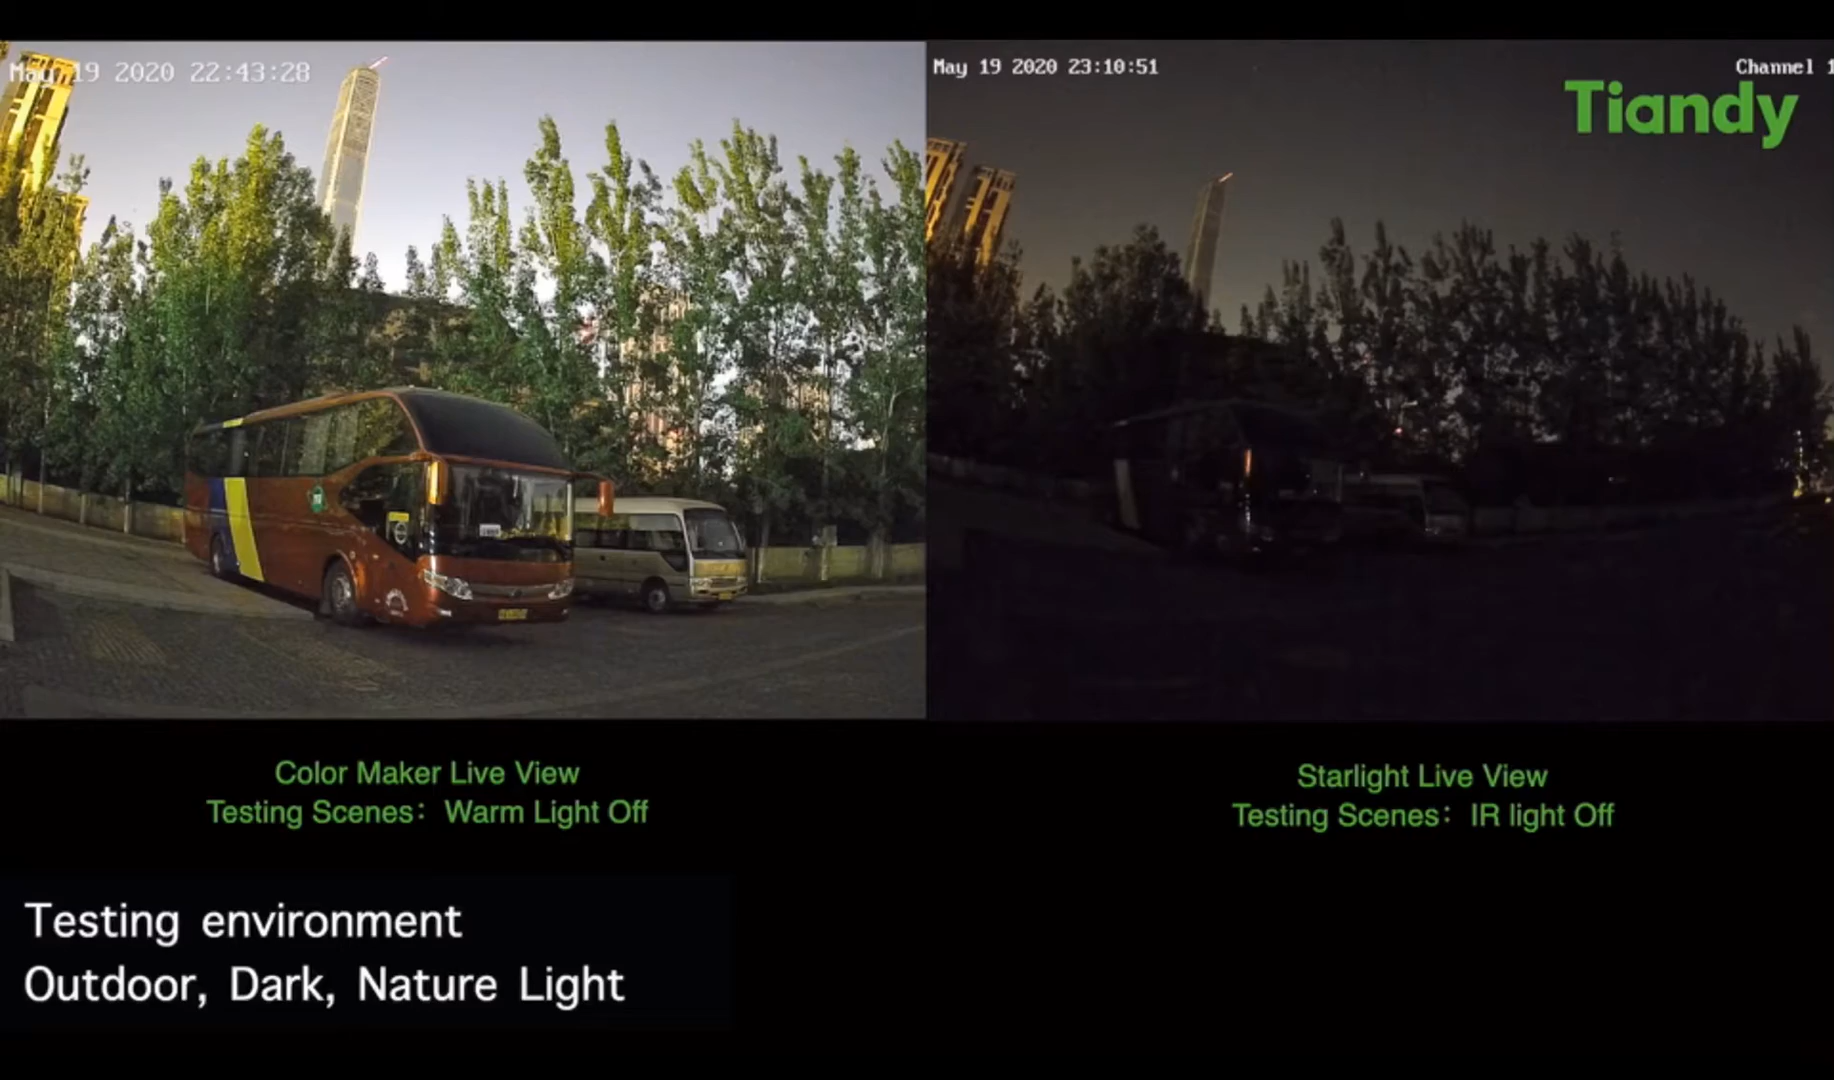 May 19 2020 22:43:28
May 19 2020 23:10:51
Channel 1
Tiandy
Color Maker Live View
Testing Scenes: Warm Light Off
Starlight Live View
Testing Scenes: IR light Off
Testing environment
Outdoor, Dark, Nature Light